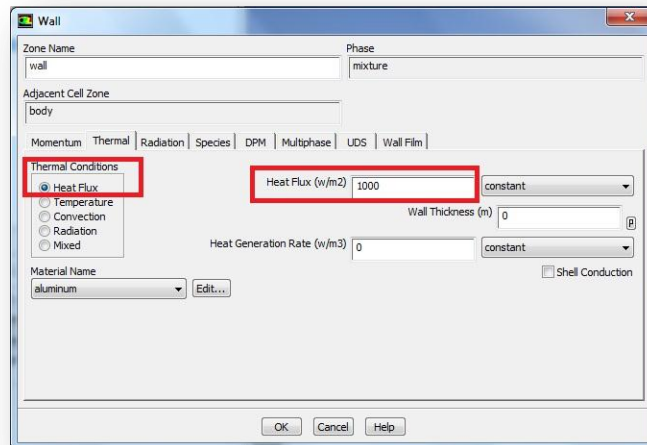 Wall
Zone Name Phase
wall mixture
Adjacent Cell Zone
body
Momentum Thermal Radiation Species DPM Multiphase UDS Wall Film
Thermal Conditions
Heat Flux
Temperature
Convection
Radiation
Mixed
Heat Flux (w/m2) 1000 constant
Wall Thickness (m) 0 P
Heat Generation Rate (w/m3) 0 constant
Shell Conduction
Material Name
aluminum Edit...
OK Cancel Help